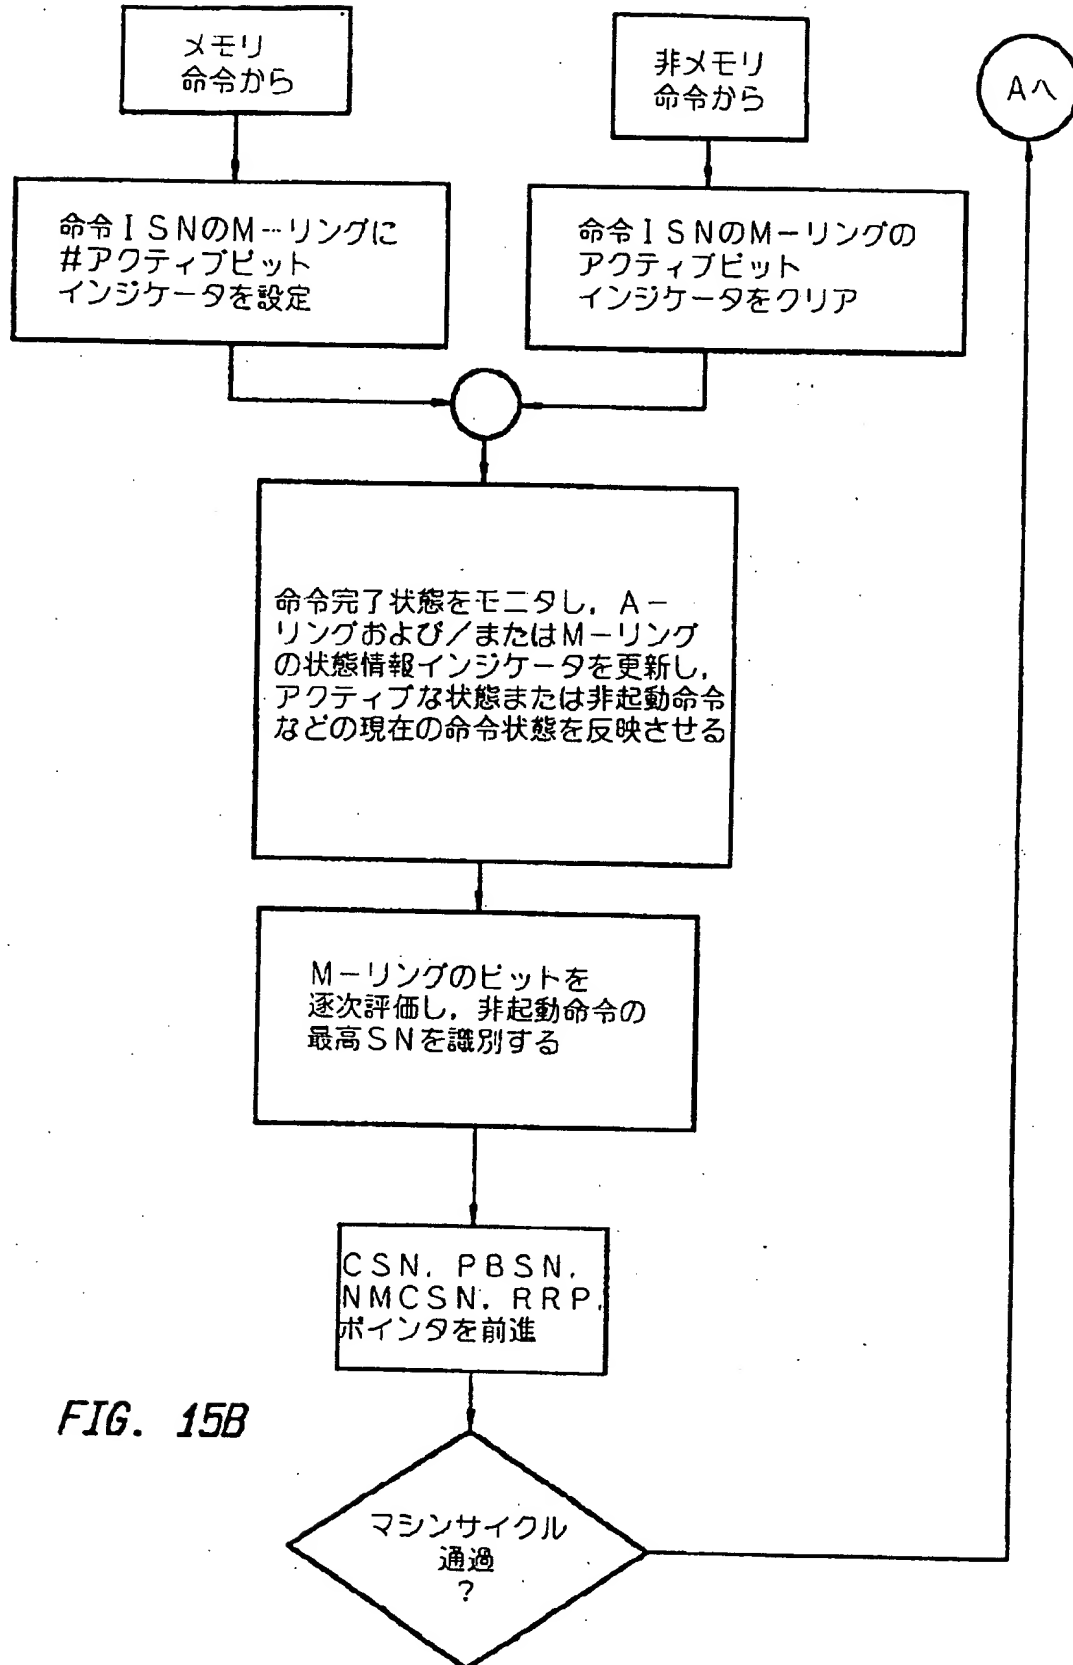 メモリ
命令から
非メモリ
命令から
Aへ
命令ISNのM-リングに
#アクティブビット
インジケータを設定
命令ISNのM-リングの
アクティブビット
インジケータをクリア
命令完了状態をモニタし,A-
リングおよび/またはM-リング
の状態情報インジケータを更新し,
アクティブな状態または非起動命令
などの現在の命令状態を反映させる
M-リングのビットを
逐次評価し,非起動命令の
最高SNを識別する
CSN,PBSN,
NMCSN,RRP,
ポインタを前進
FIG. 15B
マシンサイクル
通過
?